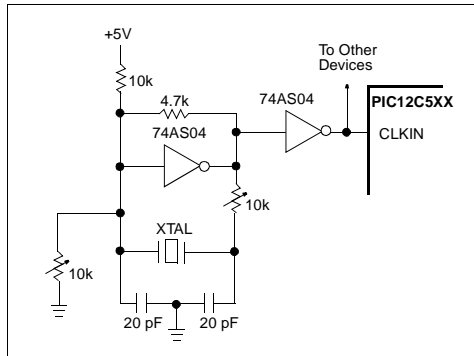 +5V
To Other
Devices
10k
4.7k
74AS04
PIC12C5XX
74AS04
CLKIN
10k
XTAL
10k
20 pF
20 pF